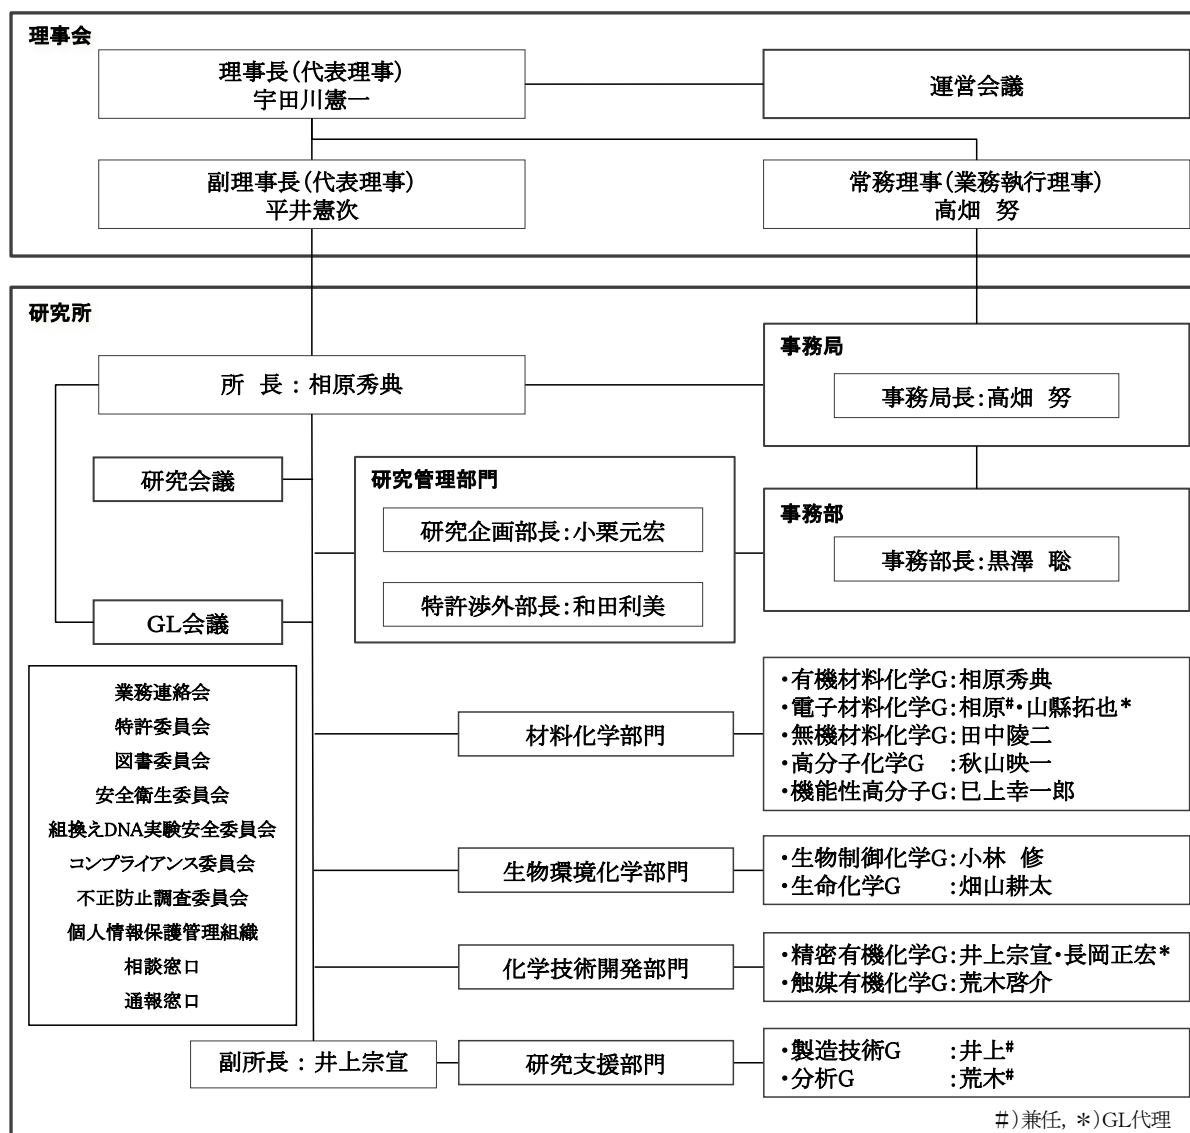 理事会
理事長(代表理事)
宇田川憲一
運営会議
副理事長(代表理事)
平井憲次
常務理事(業務執行理事)
高畑 努
研究所
所 長 : 相原秀典
事務局
事務局長:高畑 努
研究会議
研究管理部門
研究企画部長:小栗元宏
特許渉外部長:和田利美
事務部
事務部長:黒澤 聡
GL会議
業務連絡会
特許委員会
図書委員会
安全衛生委員会
組換えDNA実験安全委員会
コンプライアンス委員会
不正防止調査委員会
個人情報保護管理組織
相談窓口
通報窓口
材料化学部門
・有機材料化学G:相原秀典
・電子材料化学G:相原#・山縣拓也*
・無機材料化学G:田中陵二
・高分子化学G :秋山映一
・機能性高分子G:巳上幸一郎
生物環境化学部門
・生物制御化学G:小林 修
・生命化学G :畑山耕太
化学技術開発部門
・精密有機化学G:井上宗宣・長岡正宏*
・触媒有機化学G:荒木啓介
副所長 : 井上宗宣
研究支援部門
・製造技術G :井上#
・分析G :荒木#
#)兼任, *)GL代理